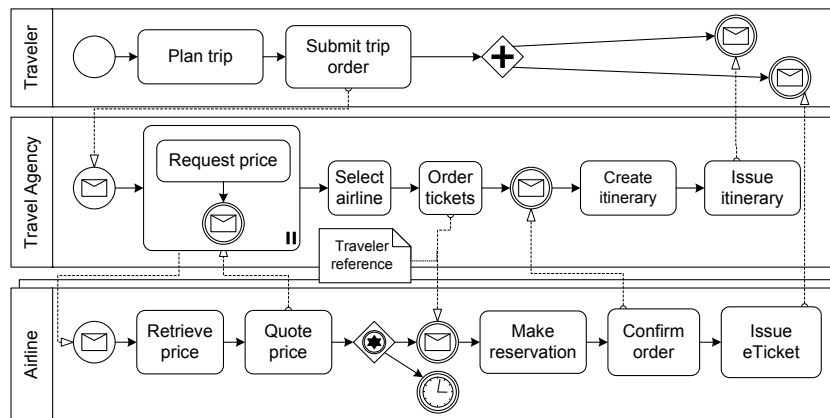 Traveler
Plan trip
Submit trip
order
Travel Agency
Request price
Select
airline
Order
tickets
Create
itinerary
Issue
itinerary
Traveler
reference
Airline
Retrieve
price
Quote
price
Make
reservation
Confirm
order
Issue
eTicket